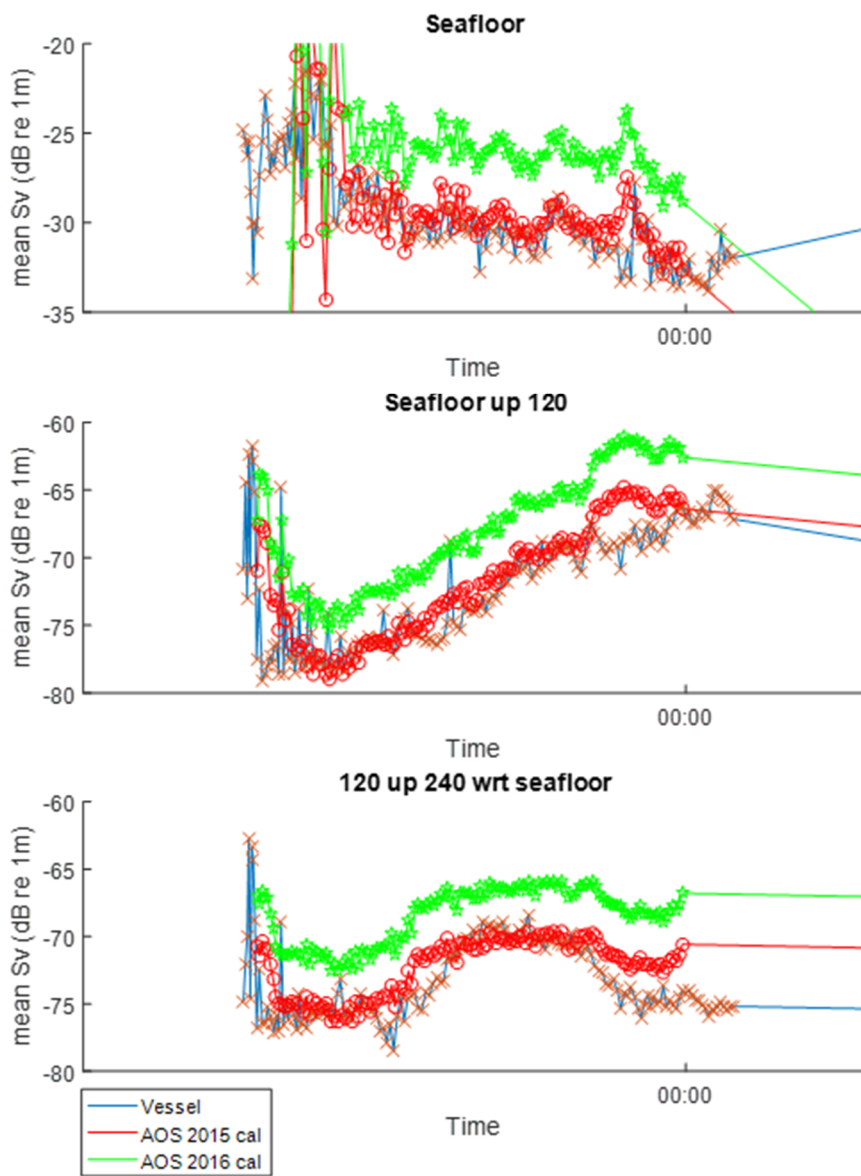 Seafloor
-20
-25
-30
-35
mean Sv (dB re 1m)
00:00
Time
Seafloor up 120
-60
-65
-70
-75
-80
mean Sv (dB re 1m)
00:00
Time
120 up 240 wrt seafloor
-60
-65
-70
-75
-80
mean Sv (dB re 1m)
00:00
Time
Vessel
AOS 2015 cal
AOS 2016 cal